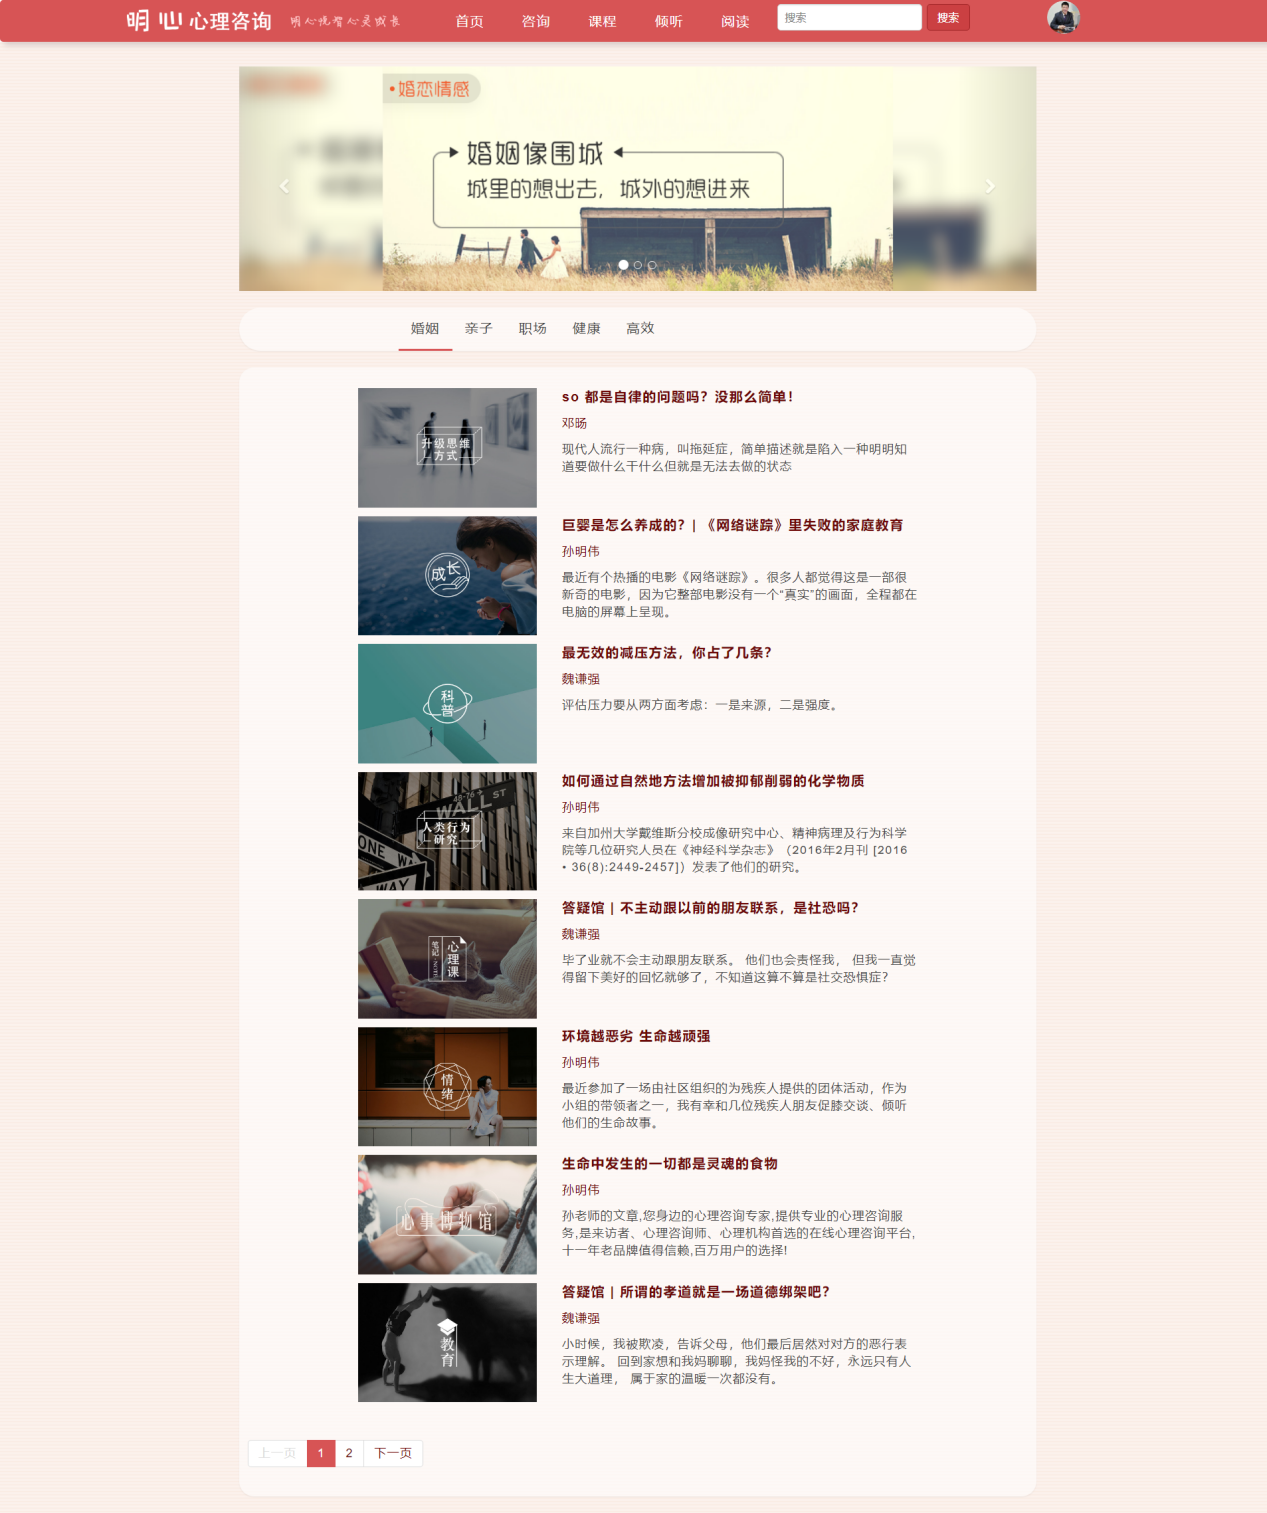 明心 心理咨询
明心悦智 心灵成长
首页 咨询 课程 倾听 阅读
搜索
搜索
•婚恋情感
婚姻像围城
城里的想出去，城外的想进来
婚姻 亲子 职场 健康 高效
升级思维
方式
so 都是自律的问题吗？没那么简单！
邓旸
现代人流行一种病，叫拖延症，简单描述就是陷入一种明明知
道要做什么干什么但就是无法去做的状态
成长
巨婴是怎么养成的？| 《网络谜踪》里失败的家庭教育
孙明伟
最近有个热播的电影《网络谜踪》。很多人都觉得这是一部很
新奇的电影，因为它整部电影没有一个“真实”的画面，全程都在
电脑的屏幕上呈现。
科普
最无效的减压方法，你占了几条？
魏谦强
评估压力要从两方面考虑：一是来源，二是强度。
48-76
WALL ST
人类行为
研究
ONE WA
WAY
如何通过自然地方法增加被抑郁削弱的化学物质
孙明伟
来自加州大学戴维斯分校成像研究中心、精神病理及行为科学
院等几位研究人员在《神经科学杂志》（2016年2月刊 [2016
• 36(8):2449-2457]）发表了他们的研究。
心理课
笔记·NOTE
答疑馆 | 不主动跟以前的朋友联系，是社恐吗？
魏谦强
毕了业就不会主动跟朋友联系。 他们也会责怪我， 但我一直觉
得留下美好的回忆就够了，不知道这算不算是社交恐惧症？
情绪
环境越恶劣 生命越顽强
孙明伟
最近参加了一场由社区组织的为残疾人提供的团体活动，作为
小组的带领者之一，我有幸和几位残疾人朋友促膝交谈、倾听
他们的生命故事。
心事博物馆
生命中发生的一切都是灵魂的食物
孙明伟
孙老师的文章,您身边的心理咨询专家,提供专业的心理咨询服
务,是来访者、心理咨询师、心理机构首选的在线心理咨询平台,
十一年老品牌值得信赖,百万用户的选择!
教育
答疑馆 | 所谓的孝道就是一场道德绑架吧？
魏谦强
小时候，我被欺凌，告诉父母，他们最后居然对对方的恶行表
示理解。 回到家想和我妈聊聊，我妈怪我的不好，永远只有人
生大道理， 属于家的温暖一次都没有。
上一页 1 2 下一页